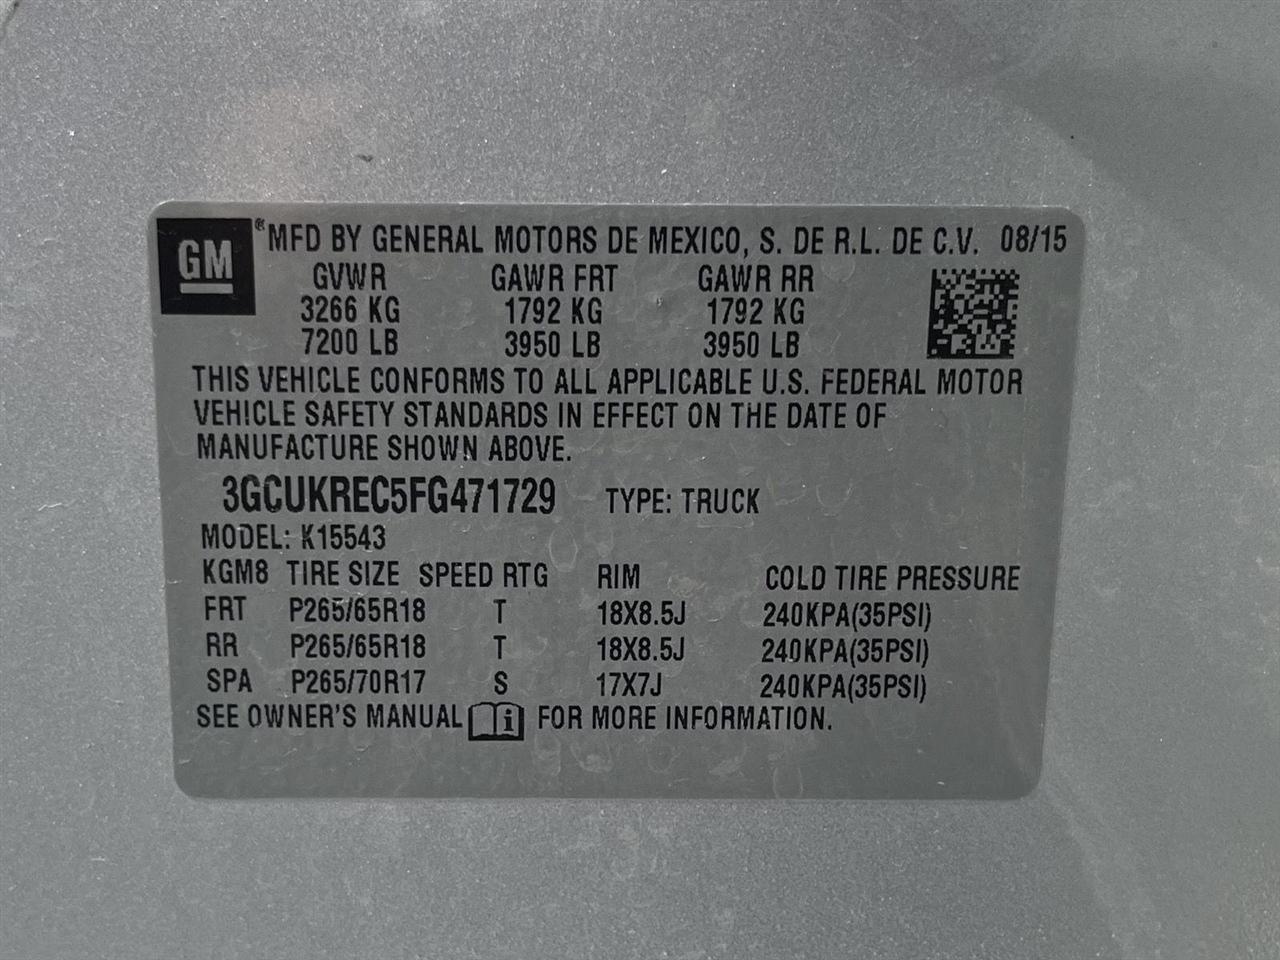 GM ® MFD BY GENERAL MOTORS DE MEXICO, S. DE R.L. DE C.V. 08/15
GVWR GAWR FRT GAWR RR
3266 KG 1792 KG 1792 KG
7200 LB 3950 LB 3950 LB
THIS VEHICLE CONFORMS TO ALL APPLICABLE U.S. FEDERAL MOTOR
VEHICLE SAFETY STANDARDS IN EFFECT ON THE DATE OF
MANUFACTURE SHOWN ABOVE.
3GCUKREC5FG471729 TYPE: TRUCK
MODEL: K15543
KGM8 TIRE SIZE SPEED RTG RIM COLD TIRE PRESSURE
FRT P265/65R18 T 18X8.5J 240KPA(35PSI)
RR P265/65R18 T 18X8.5J 240KPA(35PSI)
SPA P265/70R17 S 17X7J 240KPA(35PSI)
SEE OWNER'S MANUAL i FOR MORE INFORMATION.